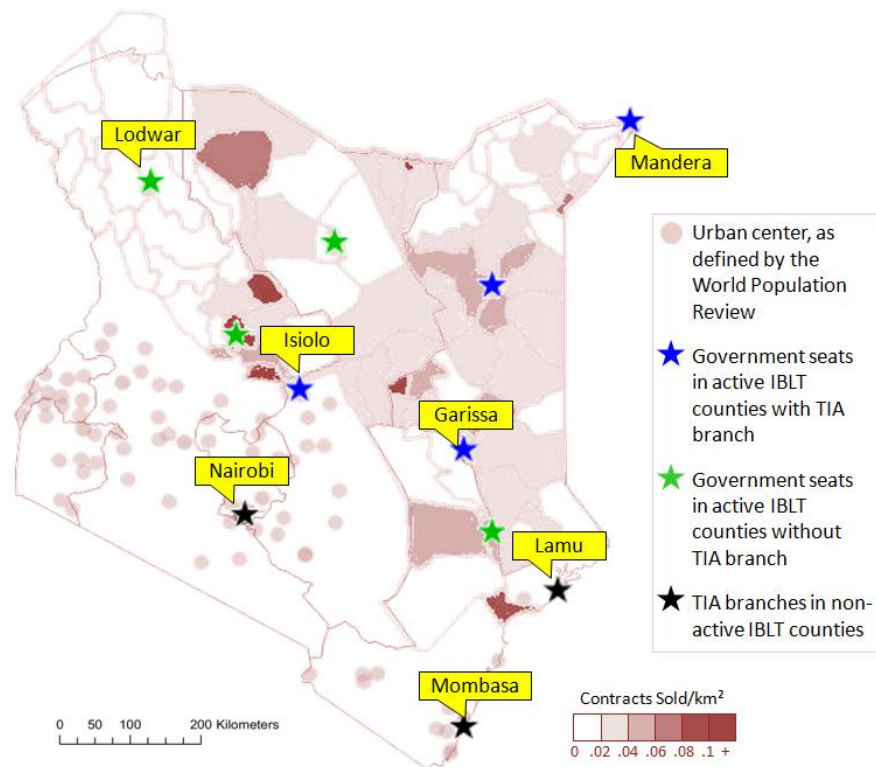 Lodwar
Mandera
Isiolo
Garissa
Nairobi
Lamu
Mombasa
Urban center, as
defined by the
World Population
Review
Government seats
in active IBLT
counties with TIA
branch
Government seats
in active IBLT
counties without
TIA branch
TIA branches in non-
active IBLT counties
Contracts Sold/km²
0 .02 .04 .06 .08 .1 +
0 50 100 200 Kilometers